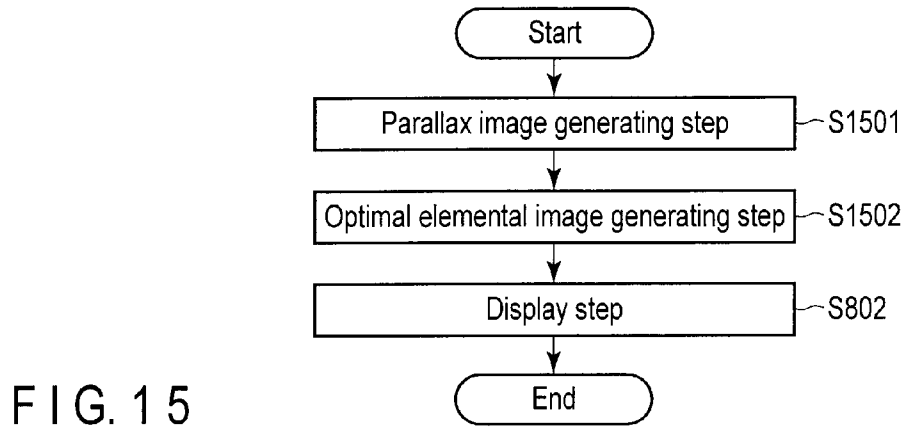 Start
Parallax image generating step S1501
Optimal elemental image generating step S1502
Display step S802
End
FIG. 15